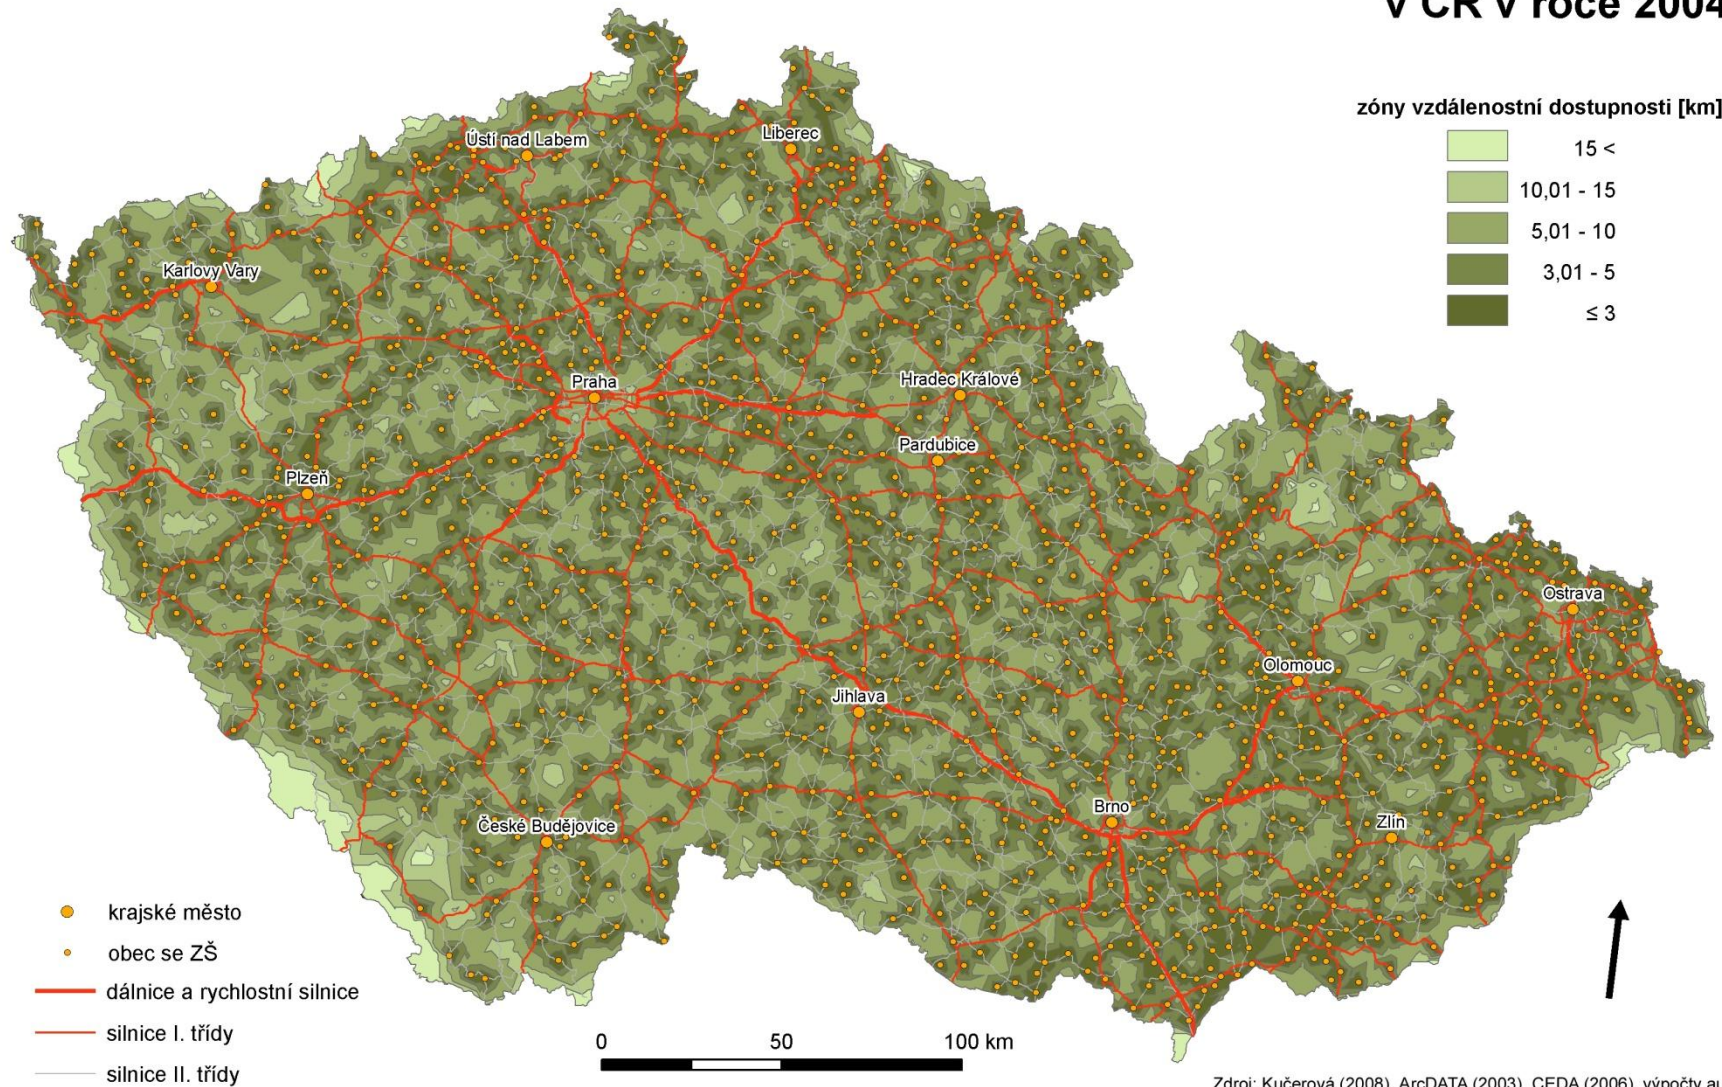 v ČR v roce 2004
zóny vzdálenostní dostupnosti [km]
15 <
10,01 - 15
5,01 - 10
3,01 - 5
≤ 3
Ústí nad Labem
Liberec
Karlovy Vary
Praha
Hradec Králové
Pardubice
Plzeň
Ostrava
Olomouc
Jihlava
Brno
České Budějovice
Zlín
krajské město
obec se ZŠ
dálnice a rychlostní silnice
silnice I. třídy
silnice II. třídy
0 50 100 km
Zdroj: Kučerová (2008), ArcDATA (2003), CEDA (2006), výpočty